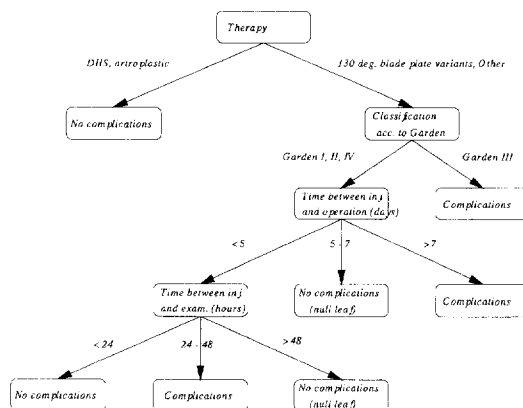 Therapy
DHS, artroplastic
130 deg. blade plate variants, Other
No complications
Classification
acc. to Garden
Garden I, II, IV
Garden III
Time between inj
and operation (days)
Complications
< 5
5 - 7
>7
Time between inj
and exam. (hours)
No complications
(null leaf)
Complications
<24
24 - 48
>48
No complications
Complications
No complications
(null leaf)